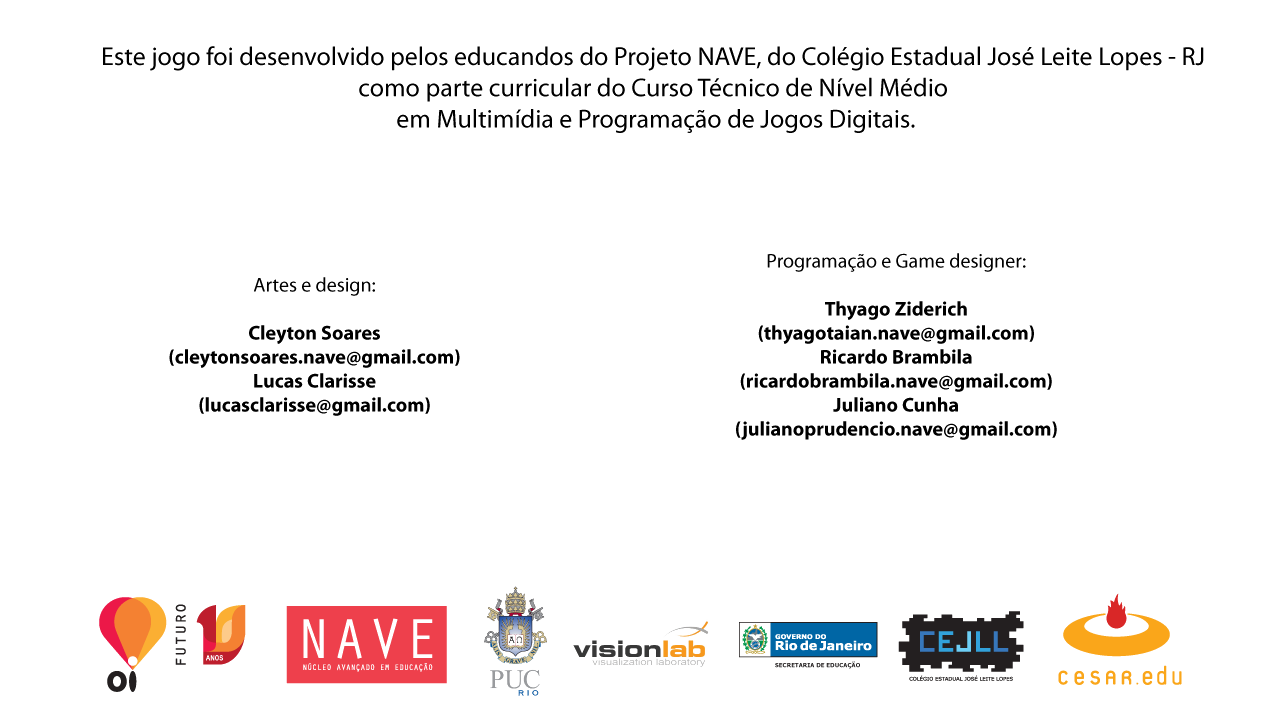 Este jogo foi desenvolvido pelos educandos do Projeto NAVE, do Colégio Estadual José Leite Lopes - RJ
como parte curricular do Curso Técnico de Nível Médio
em Multimídia e Programação de Jogos Digitais.
Artes e design:
Cleyton Soares
(cleytonsoares.nave@gmail.com)
Lucas Clarisse
(lucasclarisse@gmail.com)
Programação e Game designer:
Thyago Ziderich
(thyagotaian.nave@gmail.com)
Ricardo Brambila
(ricardobrambila.nave@gmail.com)
Juliano Cunha
(julianoprudencio.nave@gmail.com)
oi
FUTURO
10
ANOS
NAVE
NÚCLEO AVANÇADO EM EDUCAÇÃO
PUC
RIO
visionlab
visualization laboratory
GOVERNO DO
Rio de Janeiro
SECRETARIA DE EDUCAÇÃO
CEJLL
COLÉGIO ESTADUAL JOSÉ LEITE LOPES
cesar.edu